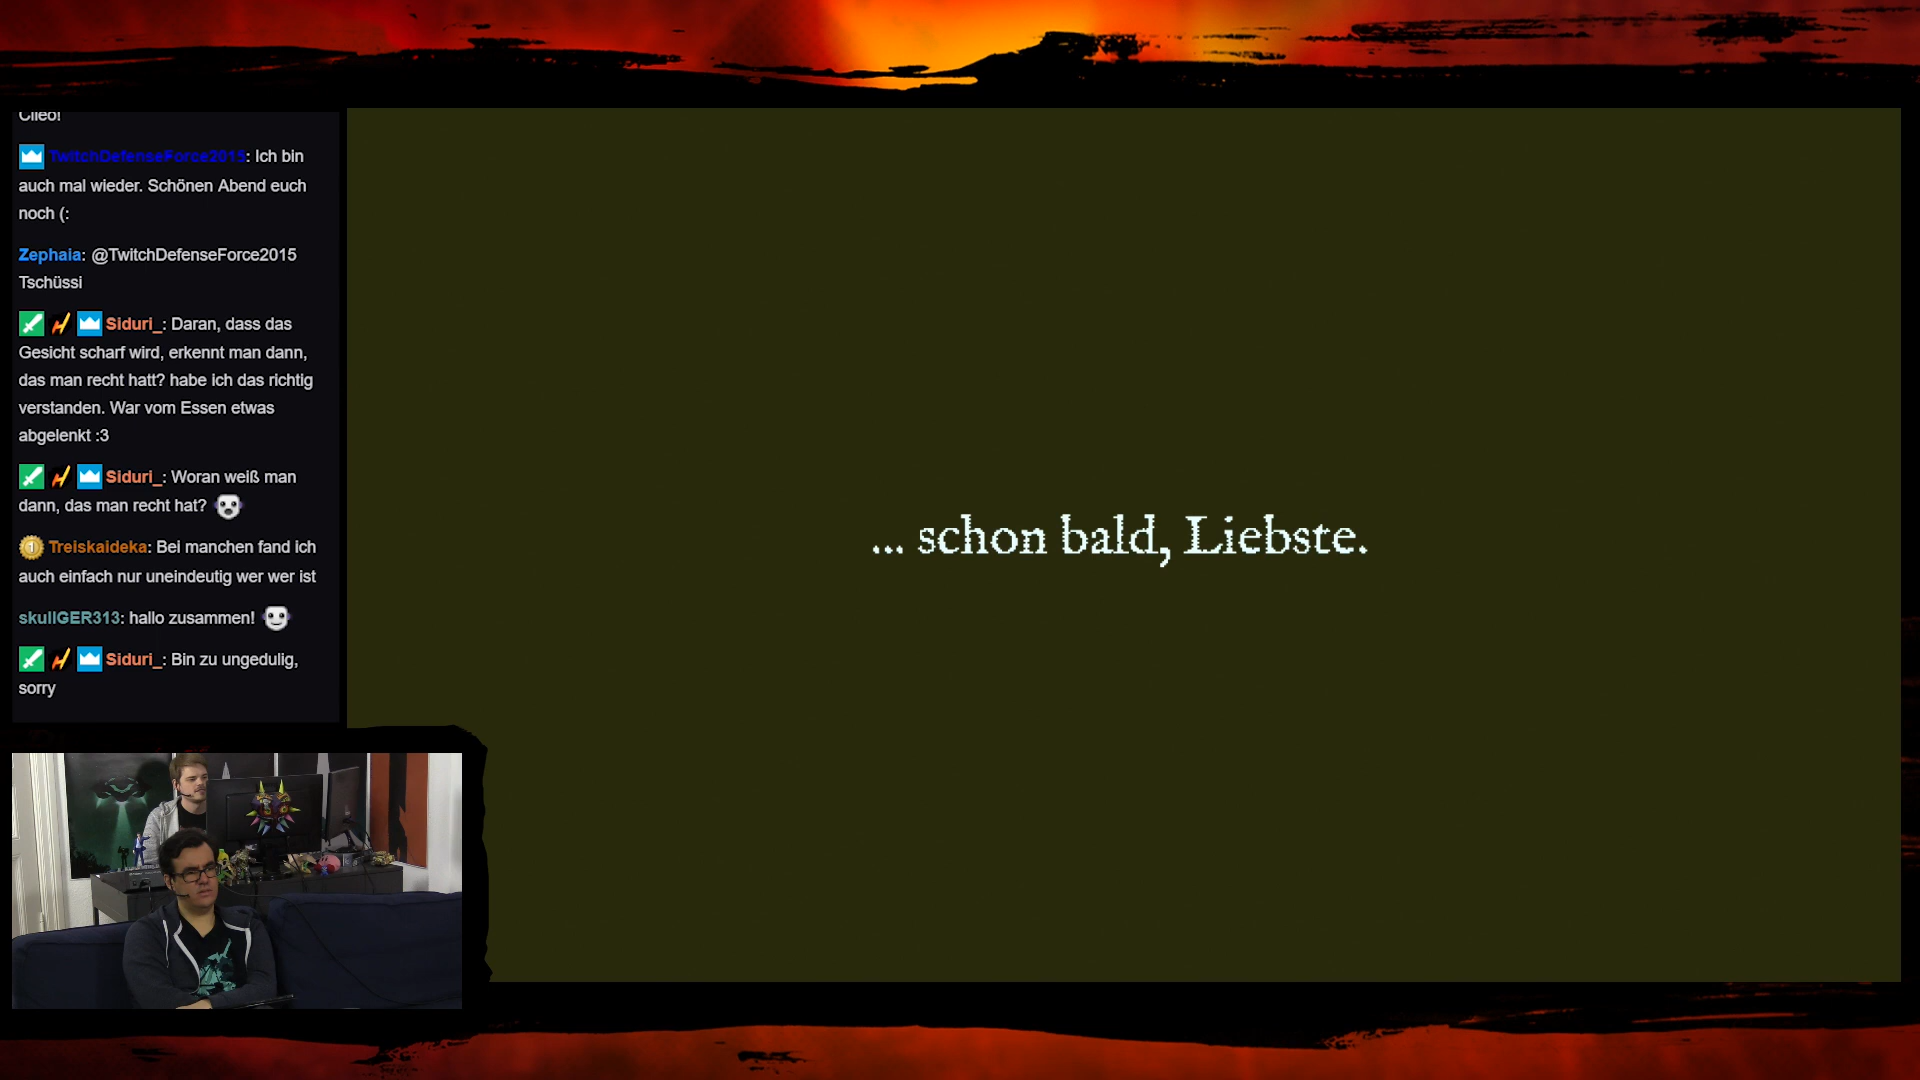 Clleo!
TwitchDefenseForce2015: Ich bin
auch mal wieder. Schönen Abend euch
noch (:
Zephaia: @TwitchDefenseForce2015
Tschüssi
Siduri_: Daran, dass das
Gesicht scharf wird, erkennt man dann,
das man recht hatt? habe ich das richtig
verstanden. War vom Essen etwas
abgelenkt :3
Siduri_: Woran weiß man
dann, das man recht hat?
Treiskaideka: Bei manchen fand ich
auch einfach nur uneindeutig wer wer ist
skullGER313: hallo zusammen!
Siduri_: Bin zu ungedulig,
sorry
... schon bald, Liebste.